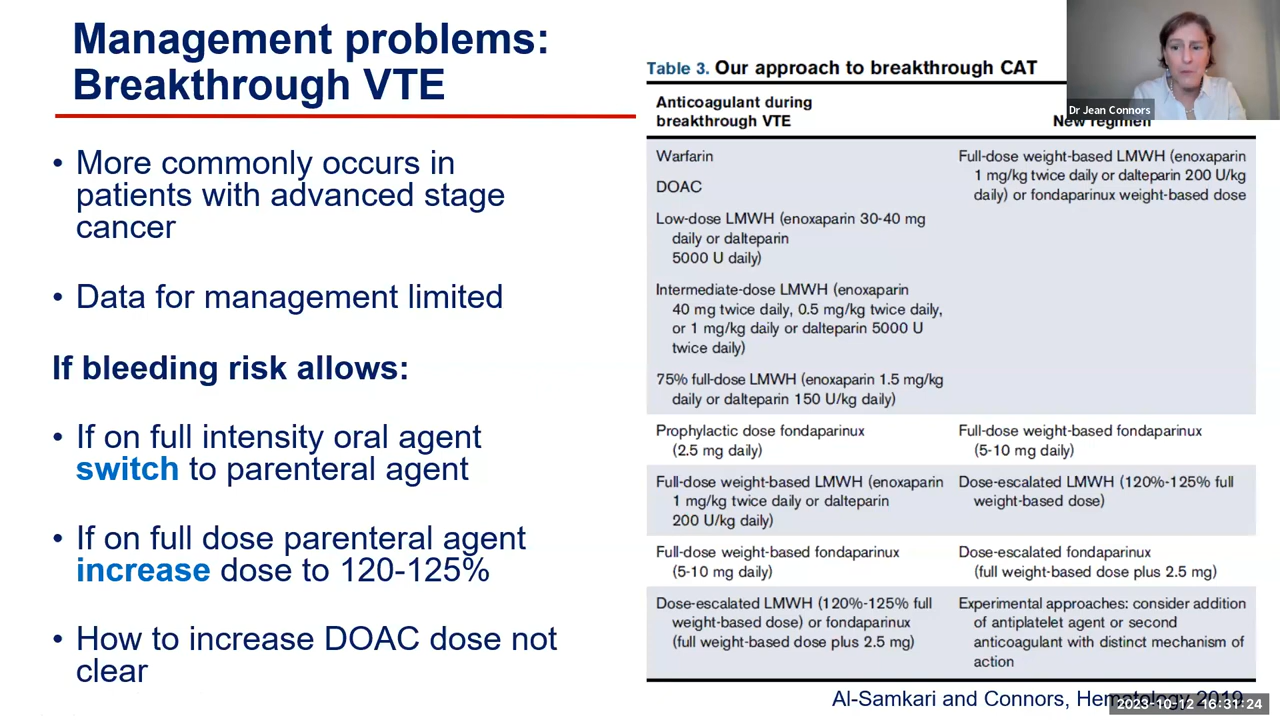 Management problems:
Breakthrough VTE
• More commonly occurs in
patients with advanced stage
cancer
• Data for management limited
If bleeding risk allows:
• If on full intensity oral agent
switch to parenteral agent
• If on full dose parenteral agent
increase dose to 120-125%
• How to increase DOAC dose not
clear
Table 3. Our approach to breakthrough CAT
Anticoagulant during
breakthrough VTE
New regimen
Warfarin
DOAC
Low-dose LMWH (enoxaparin 30-40 mg
daily or dalteparin
5000 U daily)
Intermediate-dose LMWH (enoxaparin
40 mg twice daily, 0.5 mg/kg twice daily,
or 1 mg/kg daily or dalteparin 5000 U
twice daily)
75% full-dose LMWH (enoxaparin 1.5 mg/kg
daily or dalteparin 150 U/kg daily)
Full-dose weight-based LMWH (enoxaparin
1 mg/kg twice daily or dalteparin 200 U/kg
daily) or fondaparinux weight-based dose
Prophylactic dose fondaparinux
(2.5 mg daily)
Full-dose weight-based fondaparinux
(5-10 mg daily)
Full-dose weight-based LMWH (enoxaparin
1 mg/kg twice daily or dalteparin
200 U/kg daily)
Dose-escalated LMWH (120%-125% full
weight-based dose)
Full-dose weight-based fondaparinux
(5-10 mg daily)
Dose-escalated fondaparinux
(full weight-based dose plus 2.5 mg)
Dose-escalated LMWH (120%-125% full
weight-based dose) or fondaparinux
(full weight-based dose plus 2.5 mg)
Experimental approaches: consider addition
of antiplatelet agent or second
anticoagulant with distinct mechanism of
action
Al-Samkari and Connors, Hematology 2019
Dr Jean Connors
2023-10-12 16:31:24